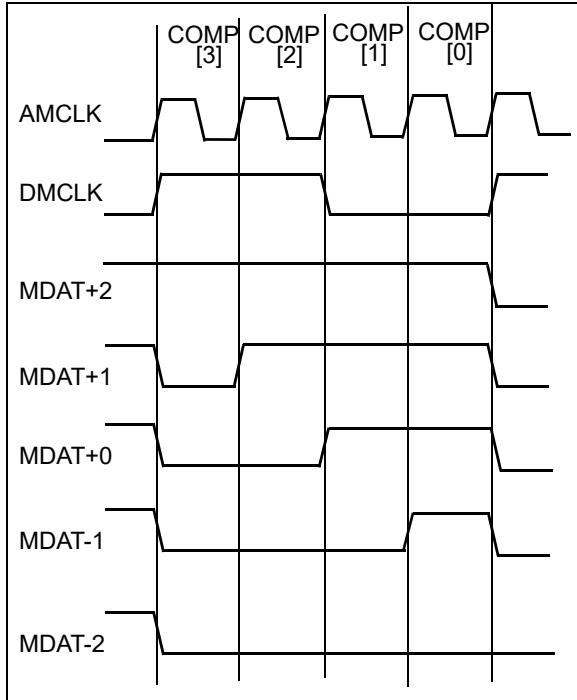 COMP COMP COMP COMP
[3] [2] [1] [0]
AMCLK
DMCLK
MDAT+2
MDAT+1
MDAT+0
MDAT-1
MDAT-2